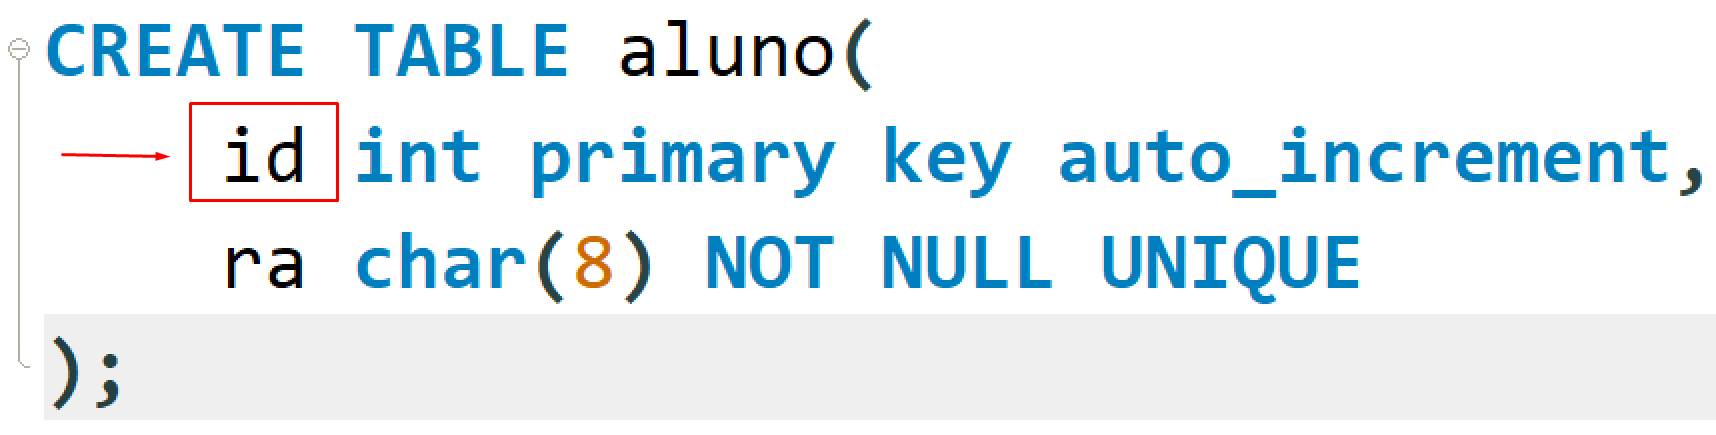 CREATE TABLE aluno(
id int primary key auto_increment,
ra char(8) NOT NULL UNIQUE
);